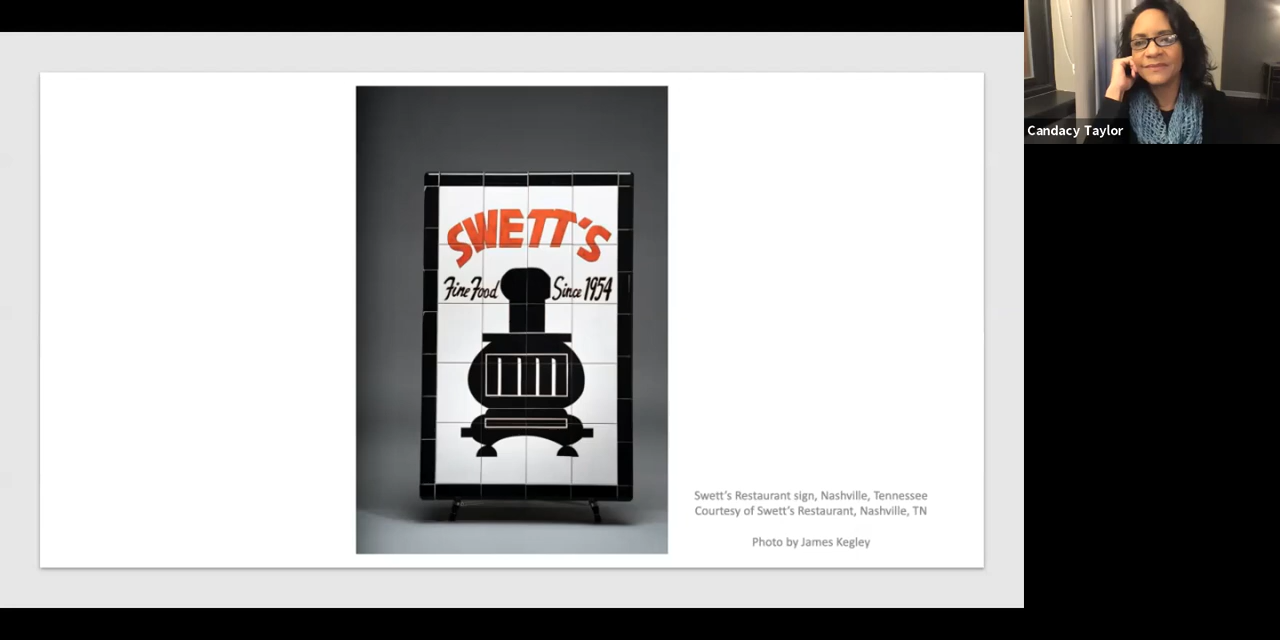 SWETT'S
Fine Food Since 1954
Swett's Restaurant sign, Nashville, Tennessee
Courtesy of Swett's Restaurant, Nashville, TN
Photo by James Kegley
Candacy Taylor